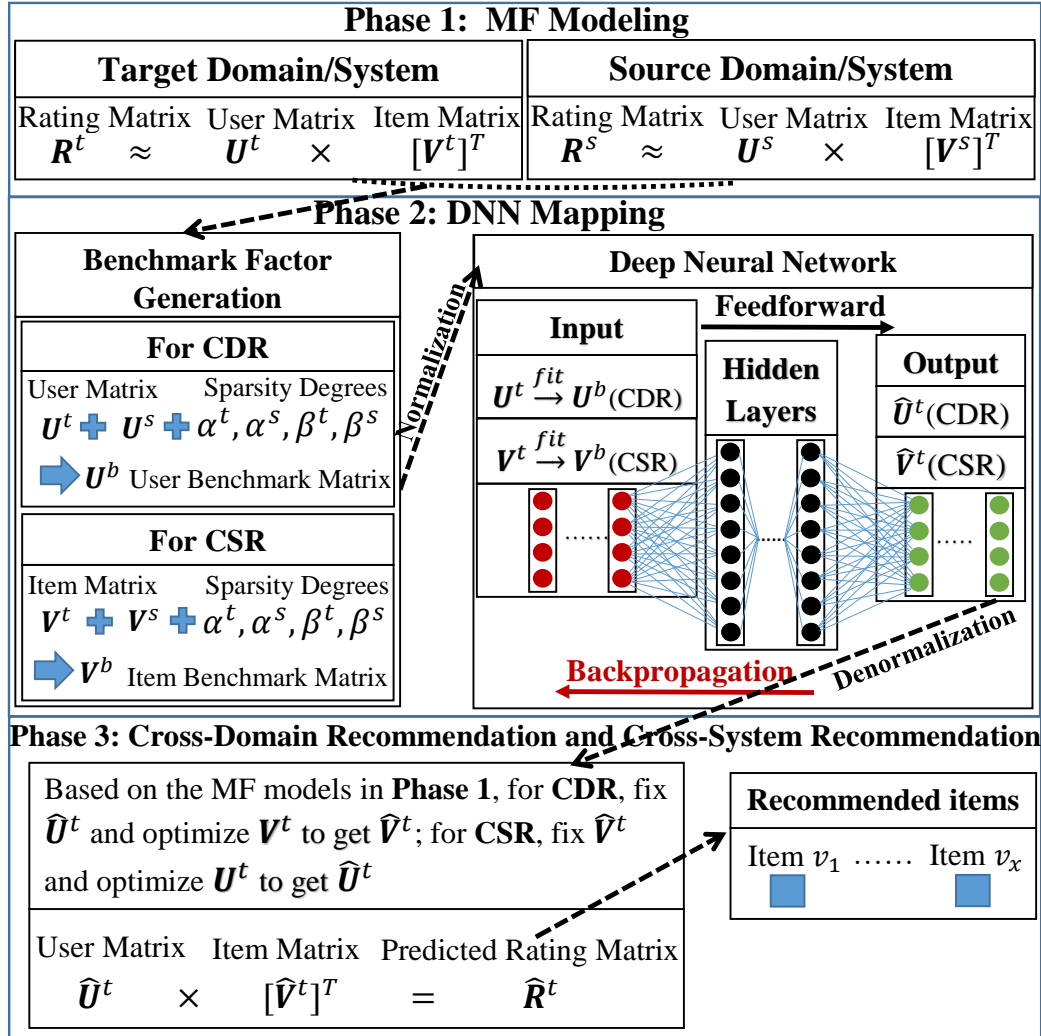 Phase 1: MF Modeling
Target Domain/System
Rating Matrix User Matrix Item Matrix
R^t ≈ U^t × [V^t]^T
Source Domain/System
Rating Matrix User Matrix Item Matrix
R^s ≈ U^s × [V^s]^T
Phase 2: DNN Mapping
Benchmark Factor
Generation
For CDR
User Matrix Sparsity Degrees
U^t U^s α^t, α^s, β^t, β^s
U^b User Benchmark Matrix
For CSR
Item Matrix Sparsity Degrees
V^t V^s α^t, α^s, β^t, β^s
V^b Item Benchmark Matrix
Normalization
Deep Neural Network
Feedforward
Input
U^t fit→ U^b(CDR)
V^t fit→ V^b(CSR)
......
Hidden
Layers
......
Output
Û^t(CDR)
V̂^t(CSR)
.....
Backpropagation
Denormalization
Phase 3: Cross-Domain Recommendation and Cross-System Recommendation
Based on the MF models in Phase 1, for CDR, fix
Û^t and optimize V^t to get V̂^t; for CSR, fix V̂^t
and optimize U^t to get Û^t
User Matrix Item Matrix Predicted Rating Matrix
Û^t × [V̂^t]^T = R̂^t
Recommended items
Item v₁ …… Item vₓ